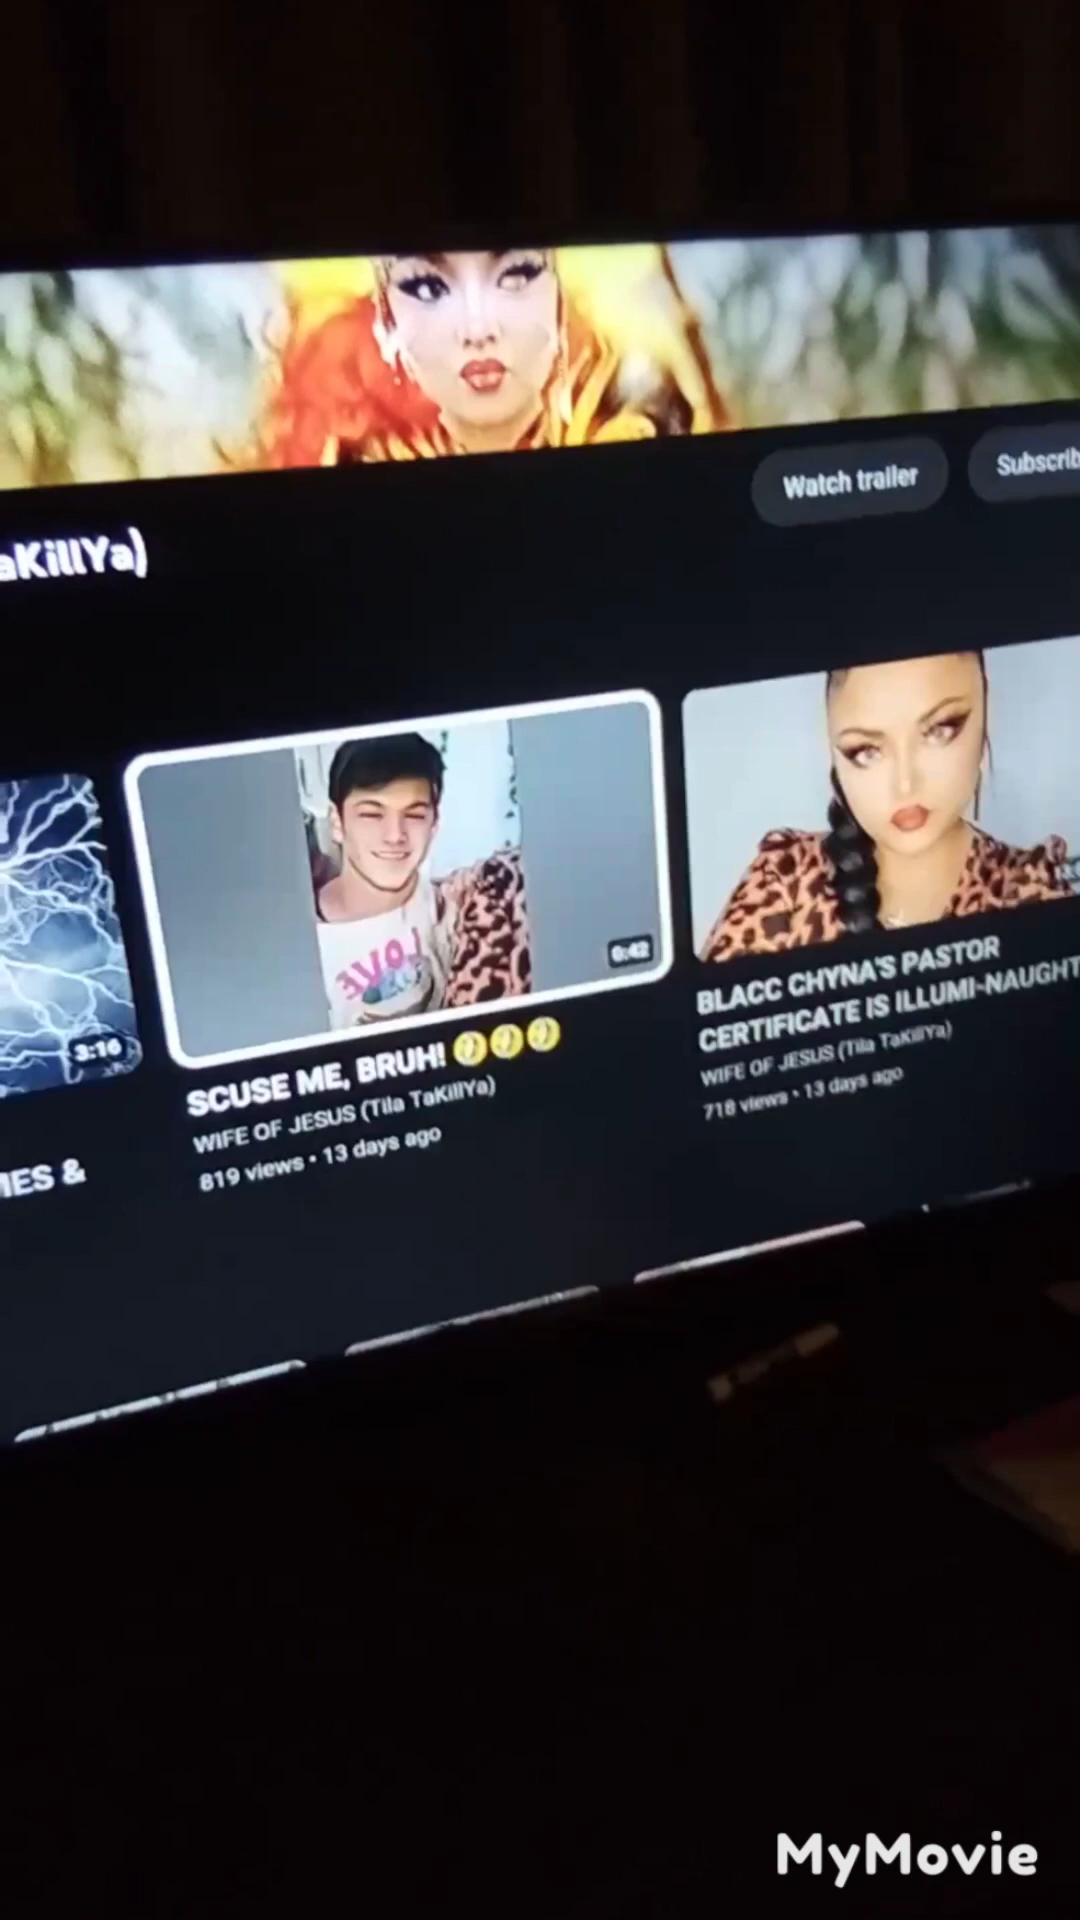 Watch trailer
Subscrib
aKillYa)
3:16
0:42
SCUSE ME, BRUH! 🤣🤣🤣
WIFE OF JESUS (Tila TaKillYa)
819 views • 13 days ago
BLACC CHYNA'S PASTOR
CERTIFICATE IS ILLUMI-NAUGHT
WIFE OF JESUS (Tila TaKillYa)
718 views • 13 days ago
IES &
MyMovie